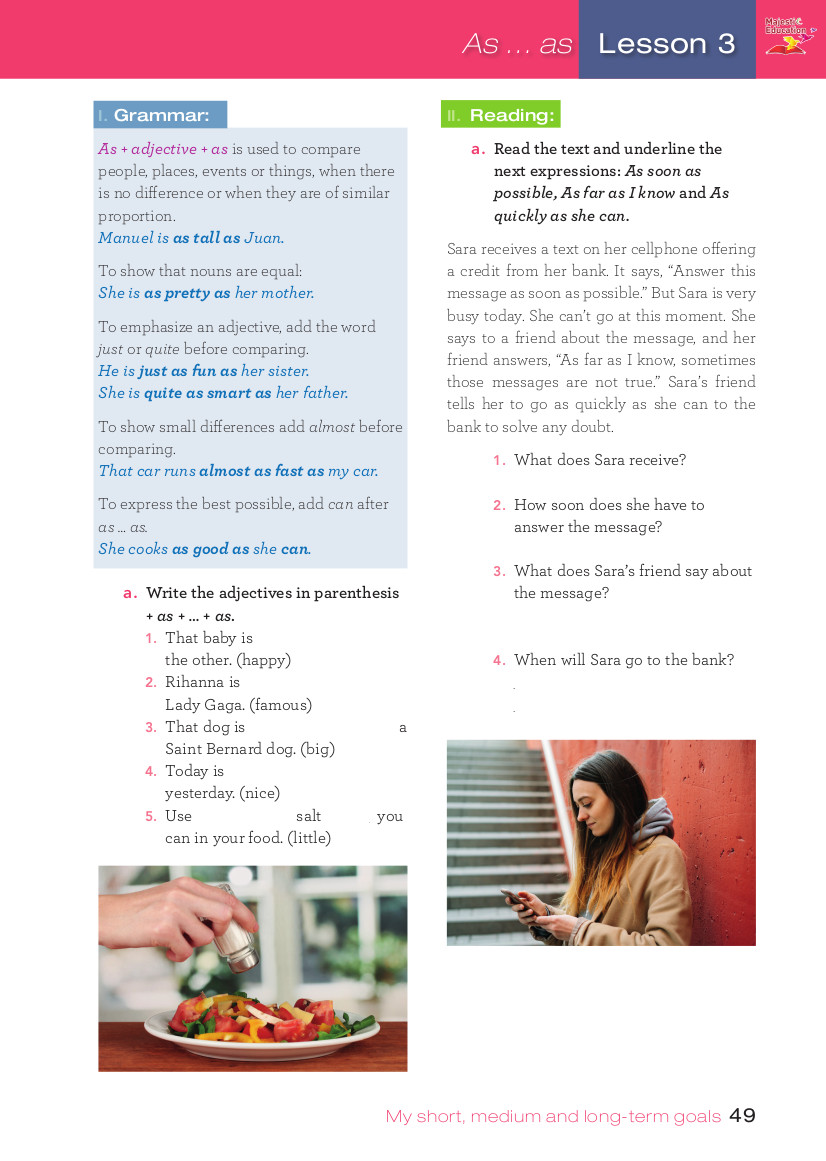 As ... as
Lesson 3
Majestic
Education
I. Grammar:
As + adjective + as is used to compare
people, places, events or things, when there
is no difference or when they are of similar
proportion.
Manuel is as tall as Juan.
To show that nouns are equal:
She is as pretty as her mother.
To emphasize an adjective, add the word
just or quite before comparing.
He is just as fun as her sister.
She is quite as smart as her father.
To show small differences add almost before
comparing.
That car runs almost as fast as my car.
To express the best possible, add can after
as ... as.
She cooks as good as she can.
a. Write the adjectives in parenthesis
+ as + ... + as.
1. That baby is
the other. (happy)
2. Rihanna is
Lady Gaga. (famous)
3. That dog is a
Saint Bernard dog. (big)
4. Today is
yesterday. (nice)
5. Use salt you
can in your food. (little)
II. Reading:
a. Read the text and underline the
next expressions: As soon as
possible, As far as I know and As
quickly as she can.
Sara receives a text on her cellphone offering
a credit from her bank. It says, “Answer this
message as soon as possible.” But Sara is very
busy today. She can’t go at this moment. She
says to a friend about the message, and her
friend answers, “As far as I know, sometimes
those messages are not true.” Sara’s friend
tells her to go as quickly as she can to the
bank to solve any doubt.
1. What does Sara receive?
2. How soon does she have to
answer the message?
3. What does Sara’s friend say about
the message?
4. When will Sara go to the bank?
.
.
My short, medium and long-term goals 49